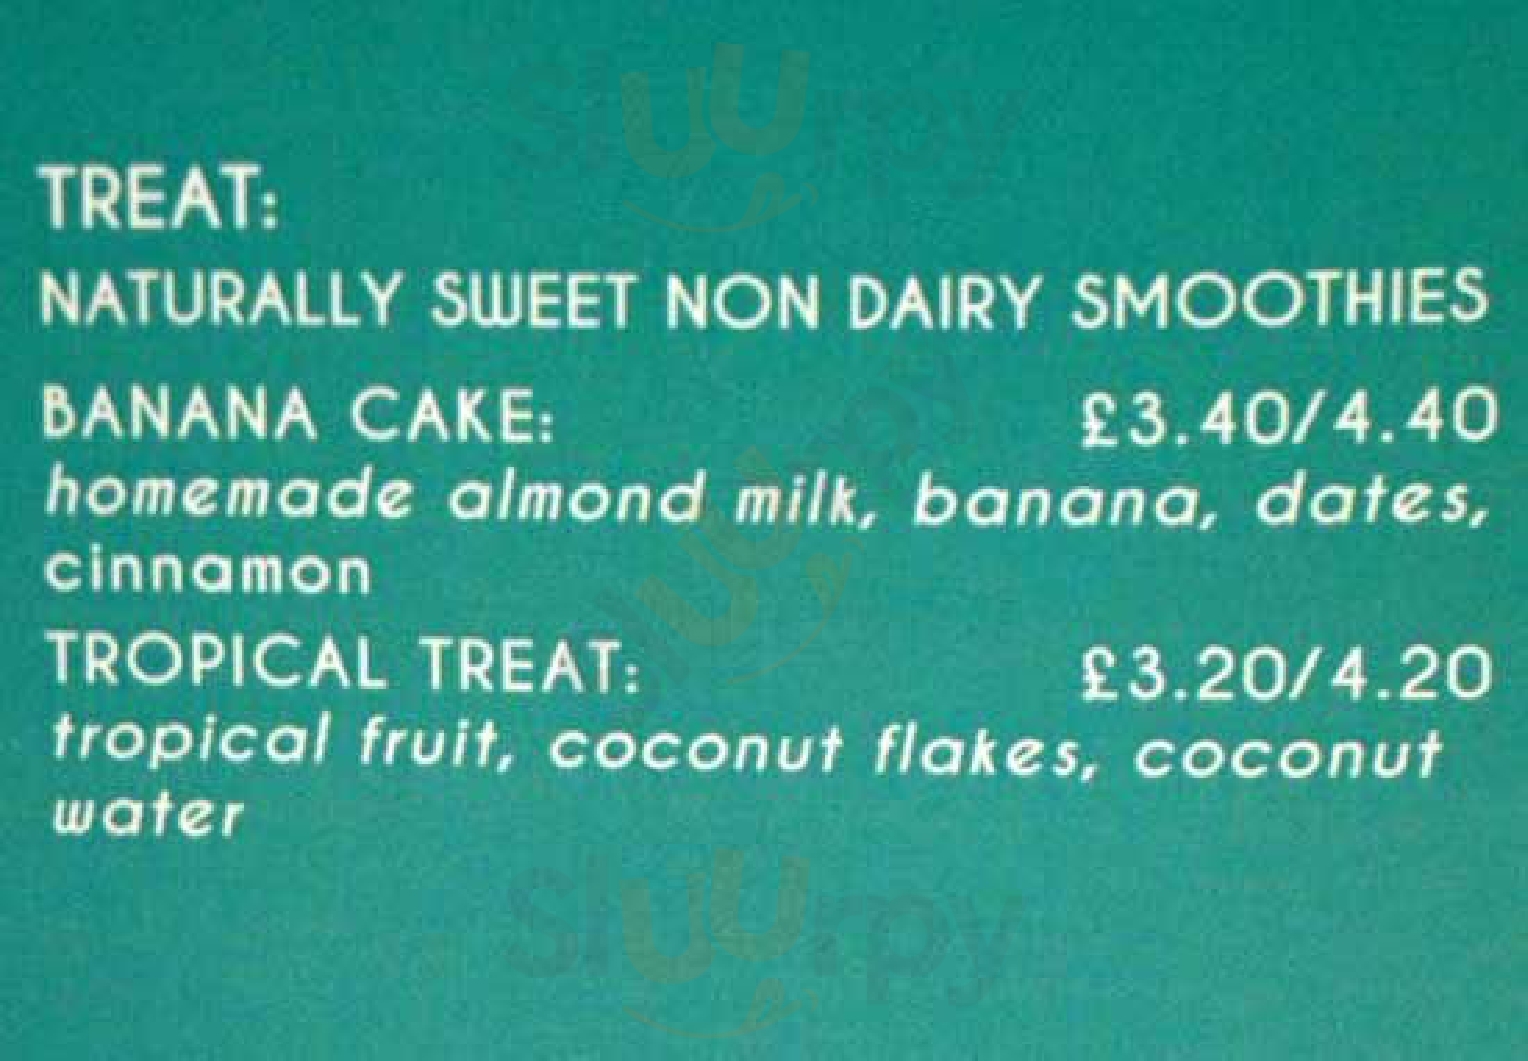 TREAT:
NATURALLY SWEET NON DAIRY SMOOTHIES
BANANA CAKE: £3.40/4.40
homemade almond milk, banana, dates,
cinnamon
TROPICAL TREAT: £3.20/4.20
tropical fruit, coconut flakes, coconut
water
Slurpy